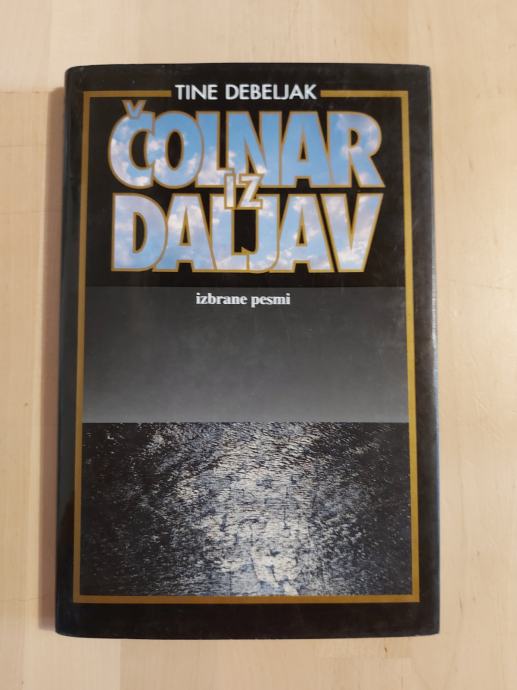 TINE DEBELJAK
ČOLNAR
IZ
DALJAV
izbrane pesmi